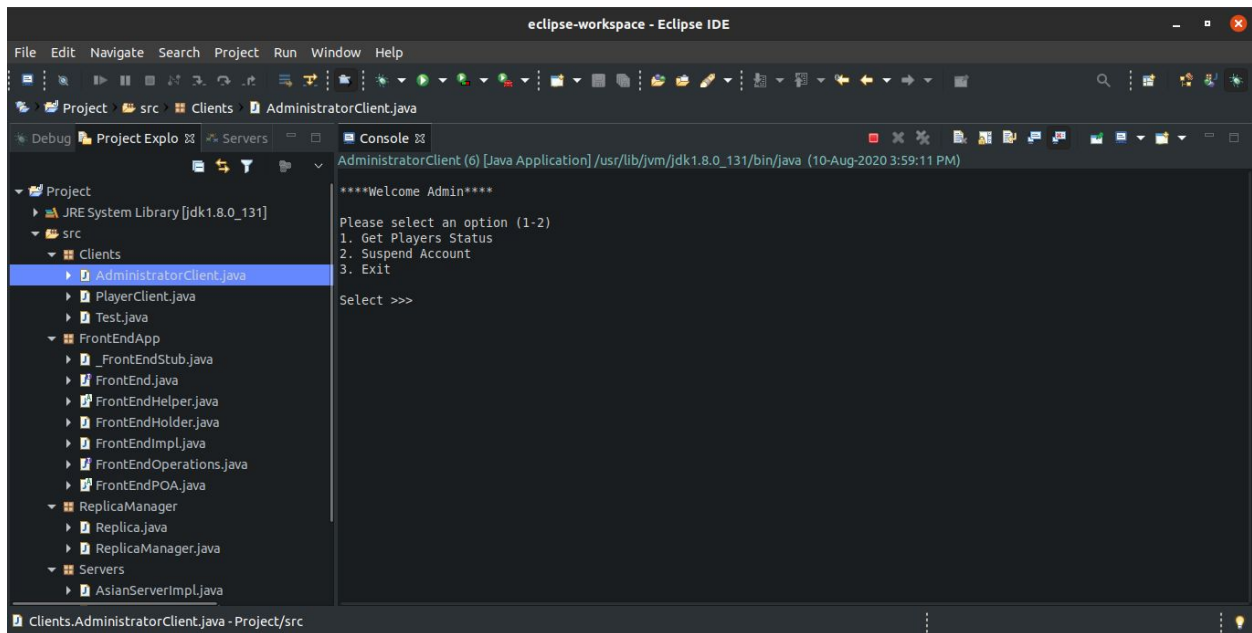 eclipse-workspace - Eclipse IDE
File Edit Navigate Search Project Run Window Help
Project src Clients AdministratorClient.java
Debug Project Explo Servers
Console
AdministratorClient (6) [Java Application] /usr/lib/jvm/jdk1.8.0_131/bin/java (10-Aug-2020 3:59:11 PM)
Project
JRE System Library [jdk1.8.0_131]
src
Clients
AdministratorClient.java
PlayerClient.java
Test.java
FrontEndApp
_FrontEndStub.java
FrontEnd.java
FrontEndHelper.java
FrontEndHolder.java
FrontEndImpl.java
FrontEndOperations.java
FrontEndPOA.java
ReplicaManager
Replica.java
ReplicaManager.java
Servers
AsianServerImpl.java
****Welcome Admin****
Please select an option (1-2)
1. Get Players Status
2. Suspend Account
3. Exit
Select >>>
Clients.AdministratorClient.java - Project/src